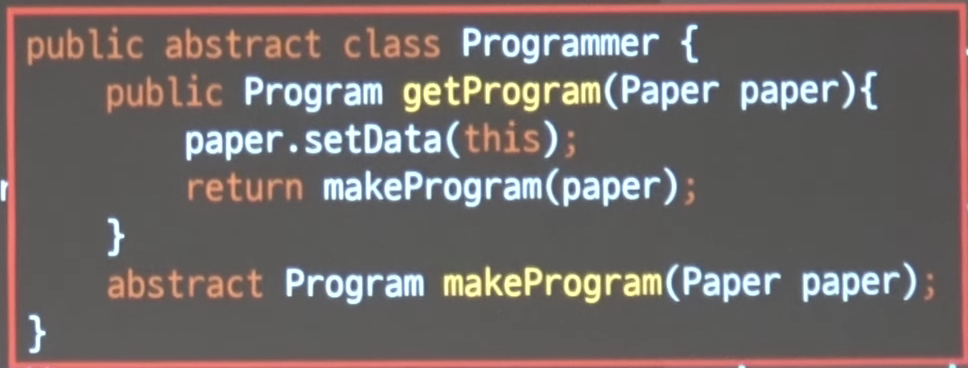 public abstract class Programmer {
public Program getProgram(Paper paper){
paper.setData(this);
return makeProgram(paper);
}
abstract Program makeProgram(Paper paper);
}